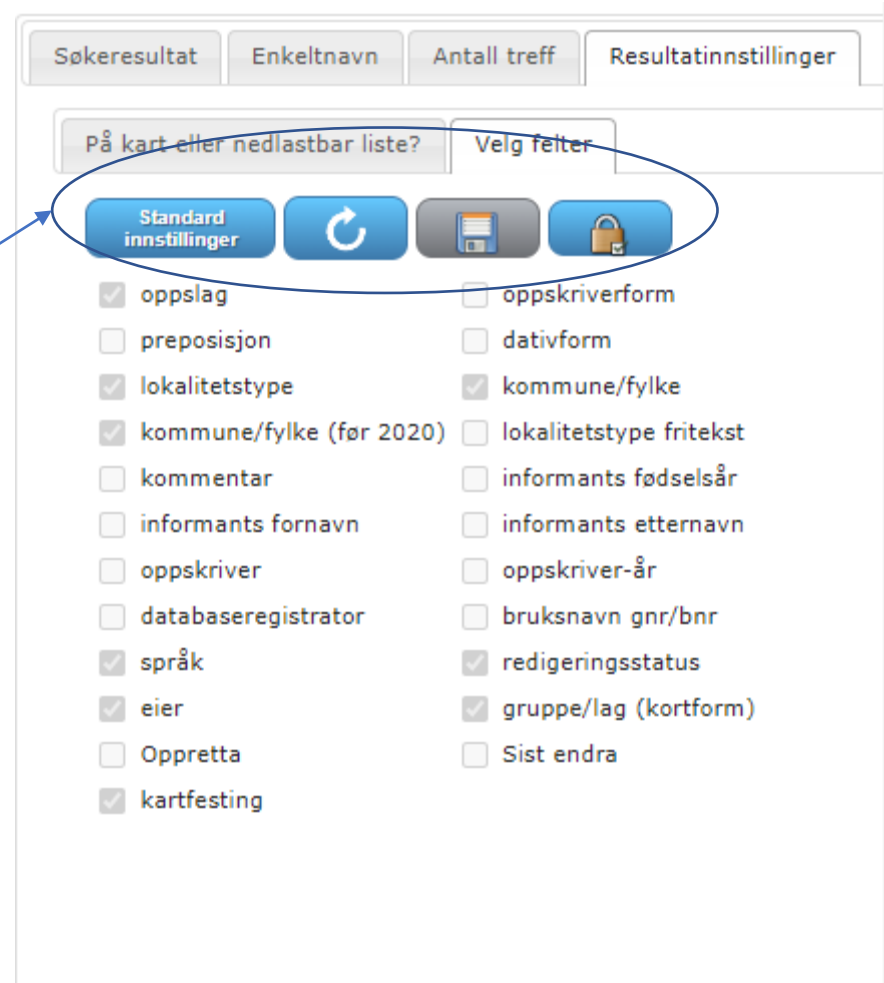 Søkeresultat Enkeltnavn Antall treff Resultatinnstillinger
På kart eller nedlastbar liste? Velg felter
Standard
innstillinger
oppslag oppskriverform
preposisjon dativform
lokalitetstype kommune/fylke
kommune/fylke (før 2020) lokalitetstype fritekst
kommentar informants fødselsår
informants fornavn informants etternavn
oppskriver oppskriver-år
databaseregistrator bruksnavn gnr/bnr
språk redigeringsstatus
eier gruppe/lag (kortform)
Oppretta Sist endra
kartfesting